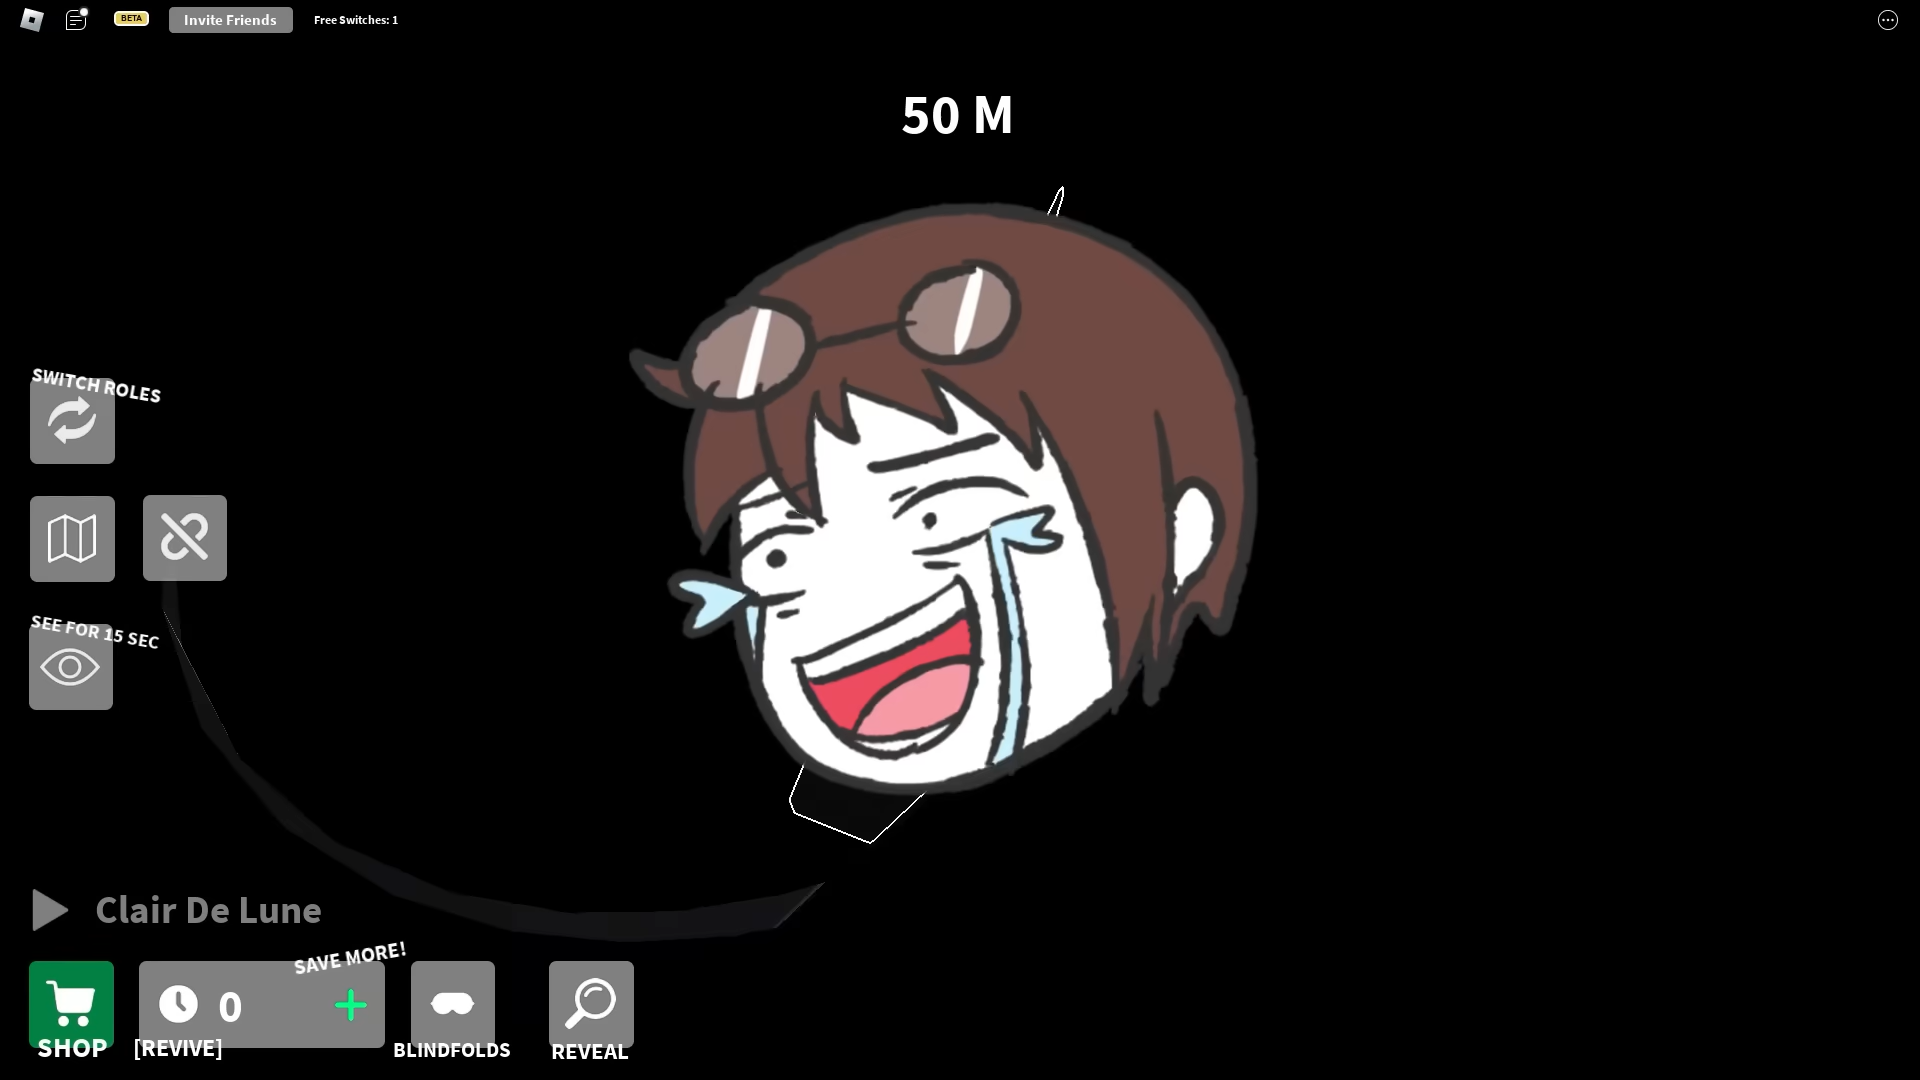 BETA
Invite Friends
Free Switches: 1
50 M
SWITCH ROLES
SEE FOR 15 SEC
Clair De Lune
SAVE MORE!
0
SHOP
[REVIVE]
BLINDFOLDS
REVEAL